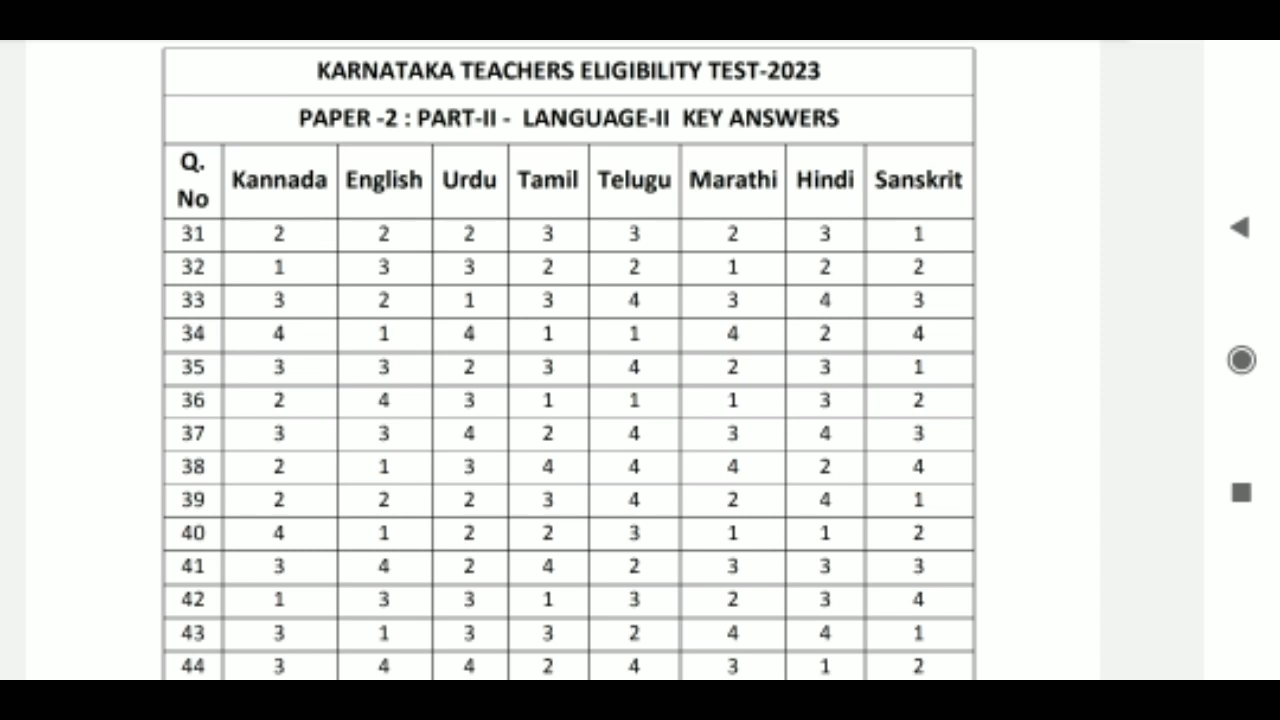 KARNATAKA TEACHERS ELIGIBILITY TEST-2023
PAPER -2 : PART-II - LANGUAGE-II KEY ANSWERS
Q. No Kannada English Urdu Tamil Telugu Marathi Hindi Sanskrit
31 2 2 2 3 3 2 3 1
32 1 3 3 2 2 1 2 2
33 3 2 1 3 4 3 4 3
34 4 1 4 1 1 4 2 4
35 3 3 2 3 4 2 3 1
36 2 4 3 1 1 1 3 2
37 3 3 4 2 4 3 4 3
38 2 1 3 4 4 4 2 4
39 2 2 2 3 4 2 4 1
40 4 1 2 2 3 1 1 2
41 3 4 2 4 2 3 3 3
42 1 3 3 1 3 2 3 4
43 3 1 3 3 2 4 4 1
44 3 4 4 2 4 3 1 2